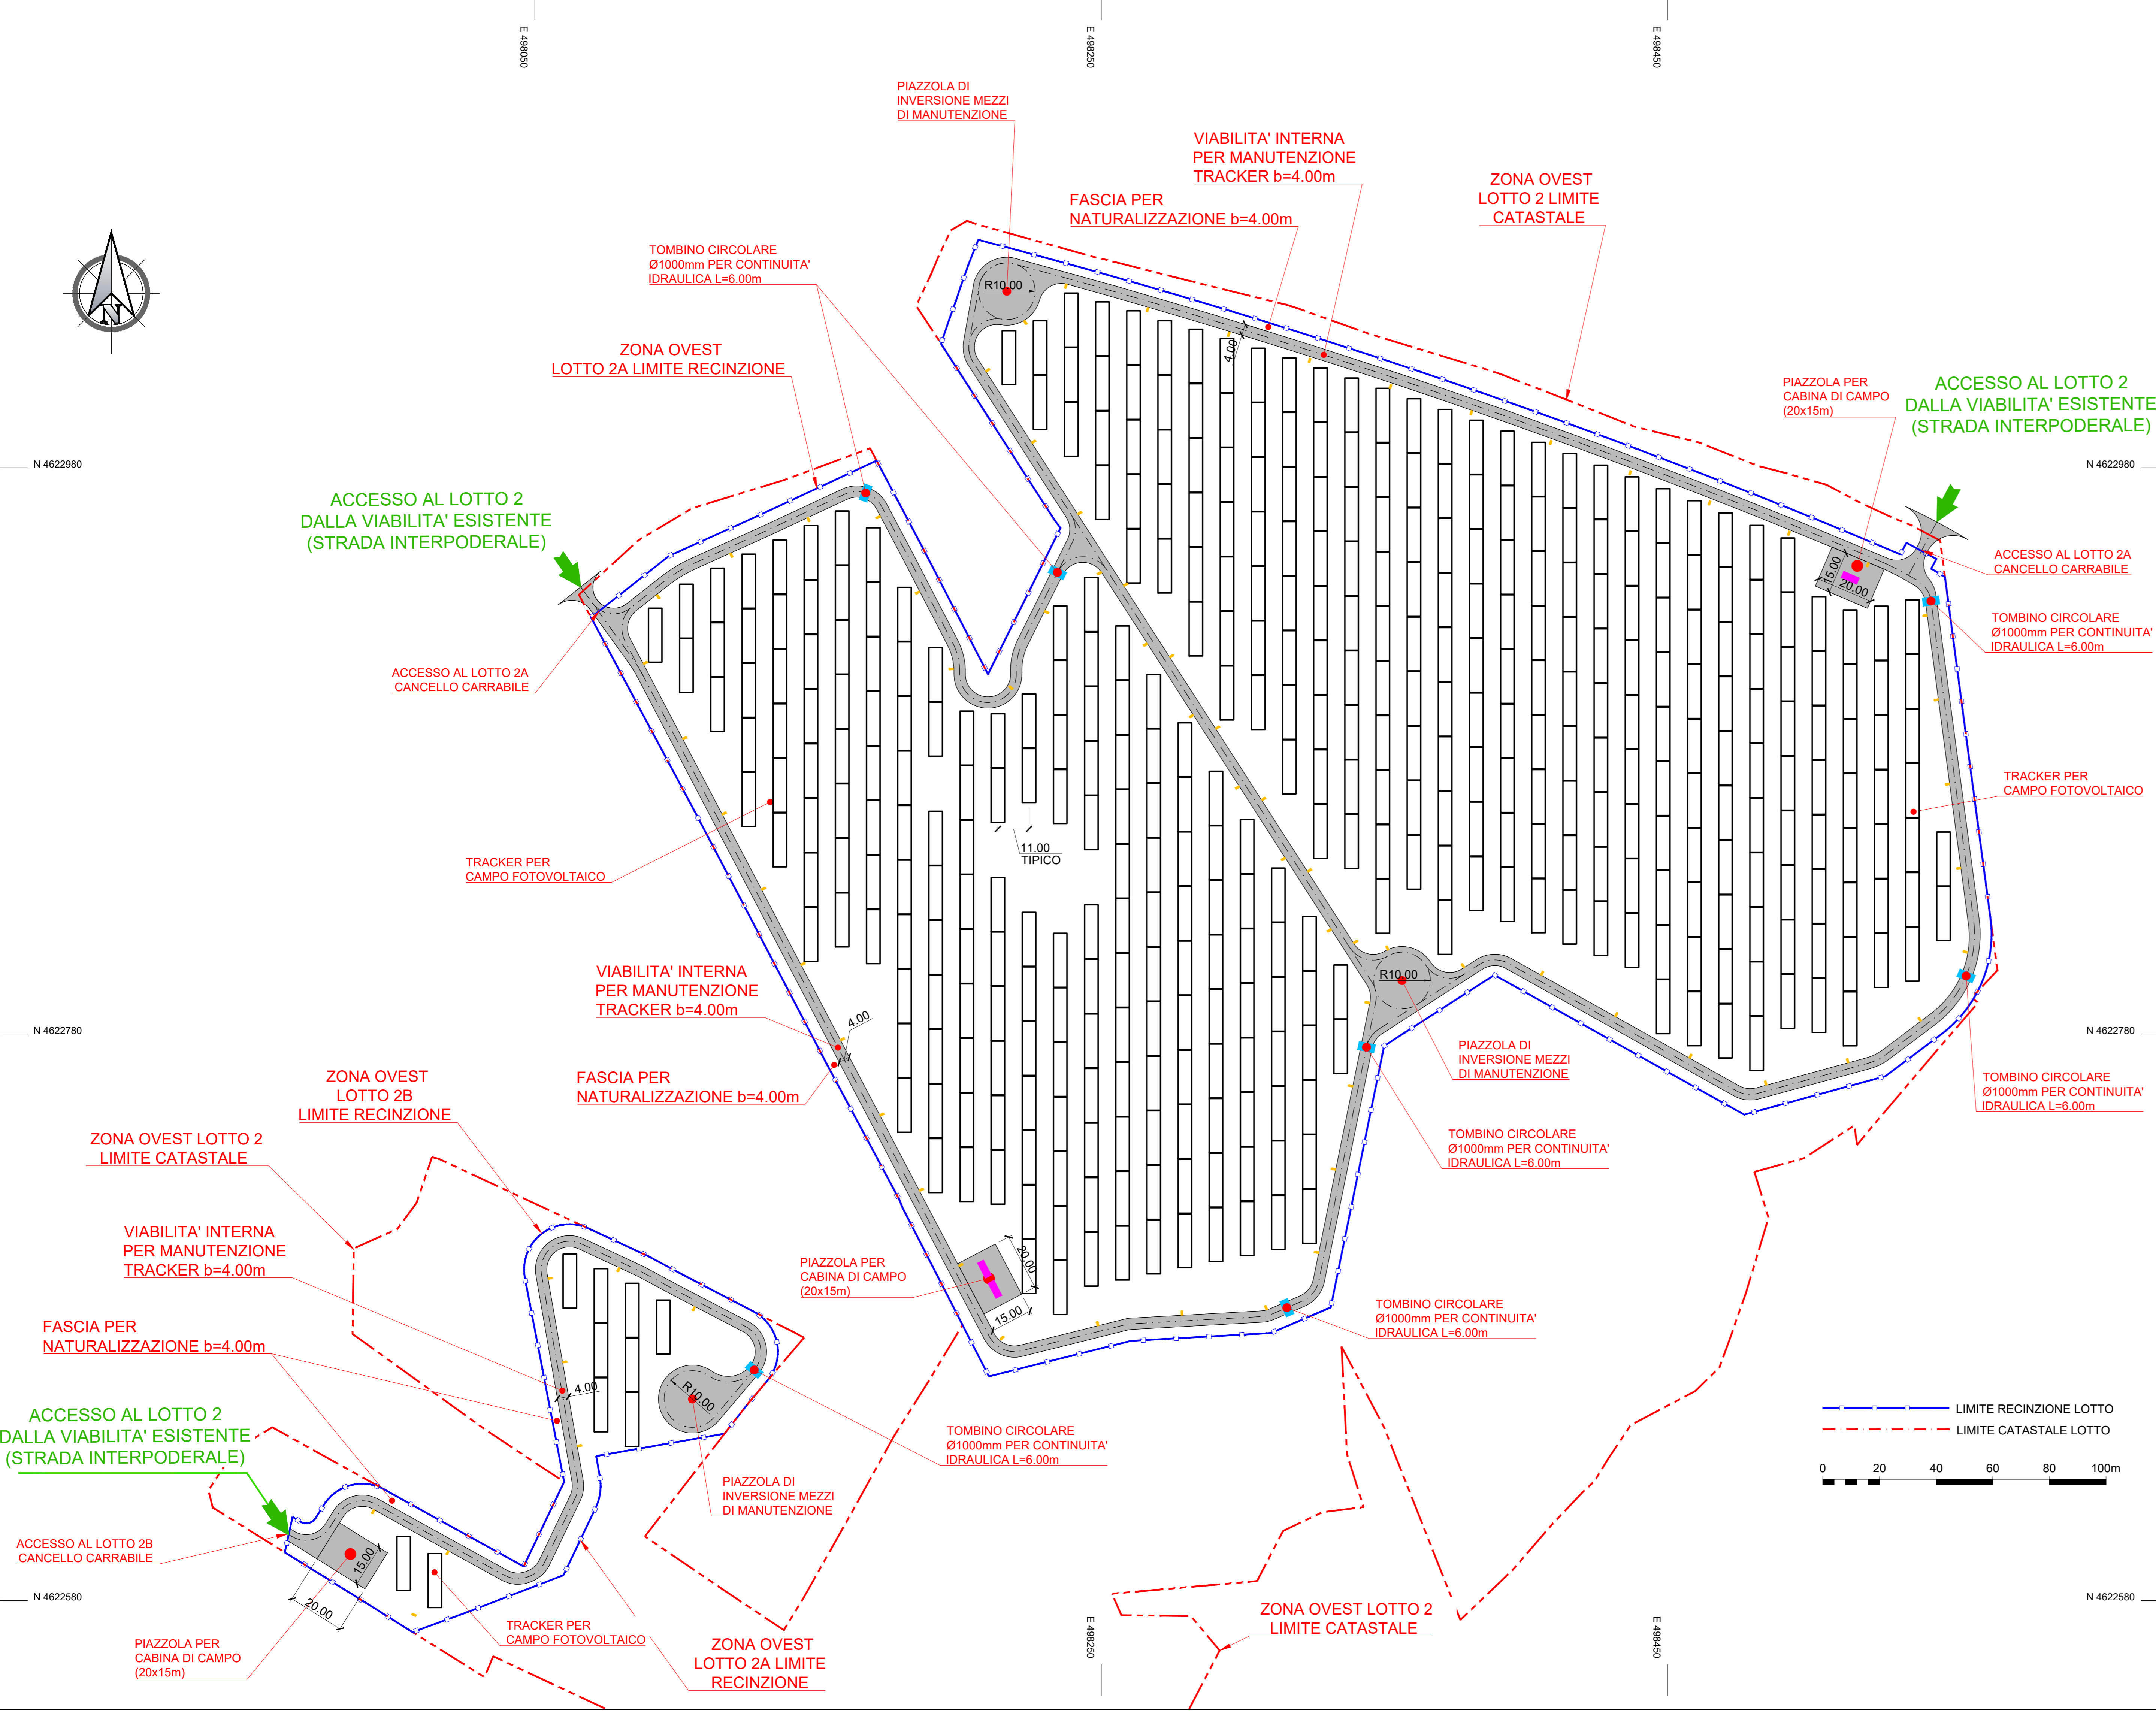 E 498050
E 498250
E 498450
PIAZZOLA DI
INVERSIONE MEZZI
DI MANUTENZIONE
VIABILITA' INTERNA
PER MANUTENZIONE
TRACKER b=4.00m
ZONA OVEST
LOTTO 2 LIMITE
CATASTALE
FASCIA PER
NATURALIZZAZIONE b=4.00m
TOMBINO CIRCOLARE
Ø1000mm PER CONTINUITA'
IDRAULICA L=6.00m
N
R10.00
4.00
ZONA OVEST
LOTTO 2A LIMITE RECINZIONE
PIAZZOLA PER
CABINA DI CAMPO
(20x15m)
ACCESSO AL LOTTO 2
DALLA VIABILITA' ESISTENTE
(STRADA INTERPODERALE)
N 4622980
N 4622980
ACCESSO AL LOTTO 2
DALLA VIABILITA' ESISTENTE
(STRADA INTERPODERALE)
15.00
20.00
ACCESSO AL LOTTO 2A
CANCELLO CARRABILE
TOMBINO CIRCOLARE
Ø1000mm PER CONTINUITA'
IDRAULICA L=6.00m
ACCESSO AL LOTTO 2A
CANCELLO CARRABILE
TRACKER PER
CAMPO FOTOVOLTAICO
11.00
TIPICO
TRACKER PER
CAMPO FOTOVOLTAICO
VIABILITA' INTERNA
PER MANUTENZIONE
TRACKER b=4.00m
4.00
R10.00
N 4622780
N 4622780
PIAZZOLA DI
INVERSIONE MEZZI
DI MANUTENZIONE
FASCIA PER
NATURALIZZAZIONE b=4.00m
TOMBINO CIRCOLARE
Ø1000mm PER CONTINUITA'
IDRAULICA L=6.00m
ZONA OVEST
LOTTO 2B
LIMITE RECINZIONE
TOMBINO CIRCOLARE
Ø1000mm PER CONTINUITA'
IDRAULICA L=6.00m
ZONA OVEST LOTTO 2
LIMITE CATASTALE
VIABILITA' INTERNA
PER MANUTENZIONE
TRACKER b=4.00m
PIAZZOLA PER
CABINA DI CAMPO
(20x15m)
20.00
15.00
TOMBINO CIRCOLARE
Ø1000mm PER CONTINUITA'
IDRAULICA L=6.00m
FASCIA PER
NATURALIZZAZIONE b=4.00m
4.00
R10.00
ACCESSO AL LOTTO 2
DALLA VIABILITA' ESISTENTE
(STRADA INTERPODERALE)
TOMBINO CIRCOLARE
Ø1000mm PER CONTINUITA'
IDRAULICA L=6.00m
LIMITE RECINZIONE LOTTO
LIMITE CATASTALE LOTTO
0 20 40 60 80 100m
PIAZZOLA DI
INVERSIONE MEZZI
DI MANUTENZIONE
ACCESSO AL LOTTO 2B
CANCELLO CARRABILE
15.00
20.00
N 4622580
N 4622580
TRACKER PER
CAMPO FOTOVOLTAICO
PIAZZOLA PER
CABINA DI CAMPO
(20x15m)
ZONA OVEST
LOTTO 2A LIMITE
RECINZIONE
ZONA OVEST LOTTO 2
LIMITE CATASTALE
E 498250
E 498450